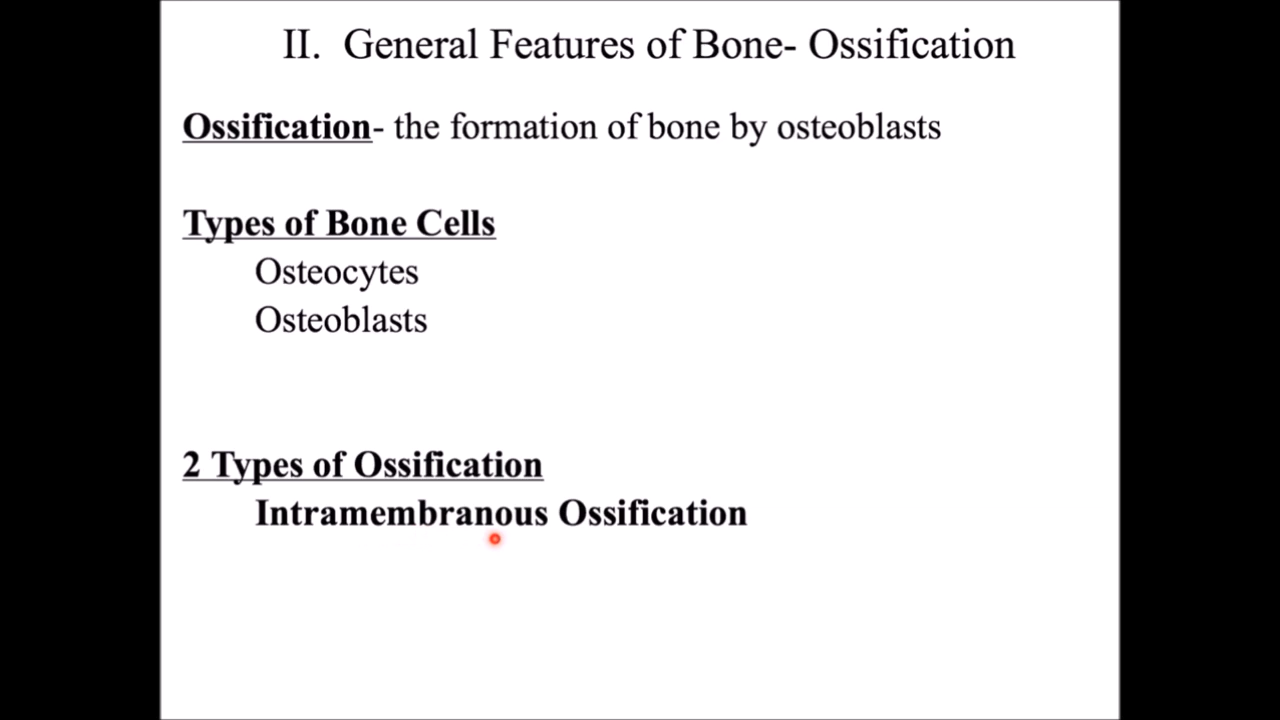 II. General Features of Bone- Ossification
Ossification- the formation of bone by osteoblasts
Types of Bone Cells
Osteocytes
Osteoblasts
2 Types of Ossification
Intramembranous Ossification